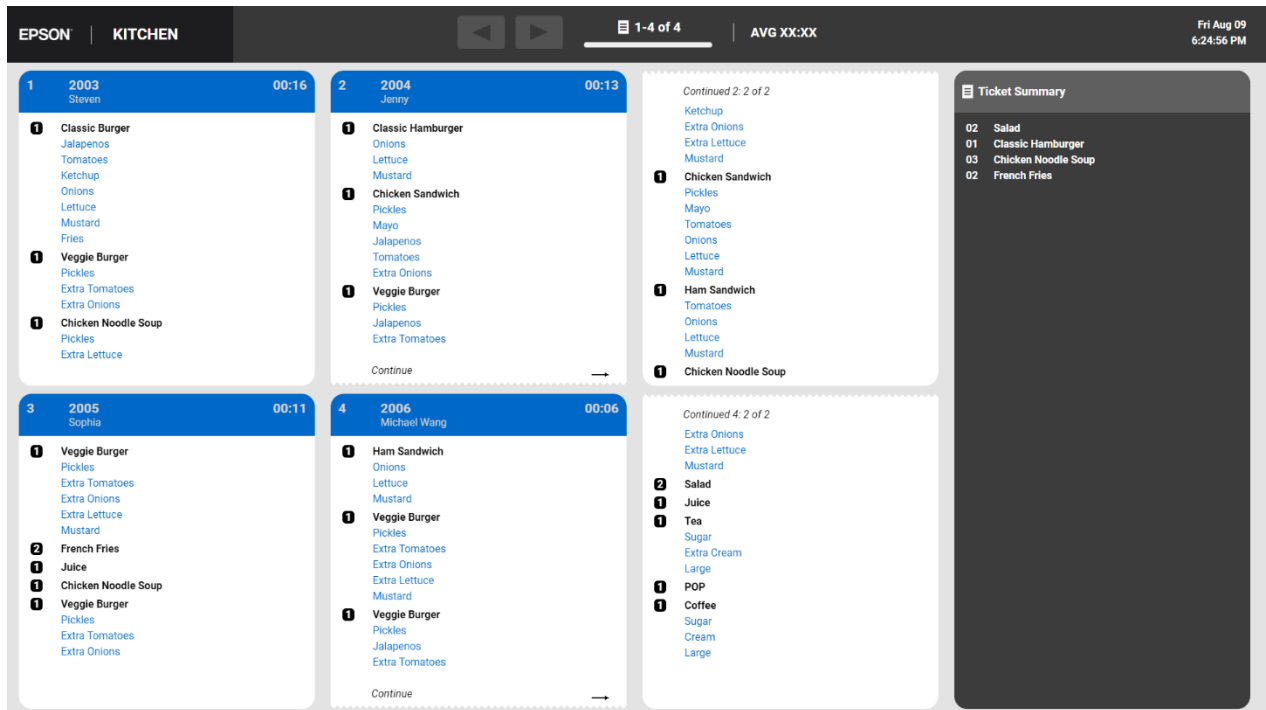 EPSON KITCHEN
1-4 of 4
AVG XX:XX
Fri Aug 09
6:24:56 PM
1 2003 00:16
Steven
1 Classic Burger
Jalapenos
Tomatoes
Ketchup
Onions
Lettuce
Mustard
Fries
1 Veggie Burger
Pickles
Extra Tomatoes
Extra Onions
1 Chicken Noodle Soup
Pickles
Extra Lettuce
2 2004 00:13
Jenny
1 Classic Hamburger
Onions
Lettuce
Mustard
1 Chicken Sandwich
Pickles
Mayo
Jalapenos
Tomatoes
Extra Onions
1 Veggie Burger
Pickles
Jalapenos
Extra Tomatoes
Continue
Continued 2: 2 of 2
Ketchup
Extra Onions
Extra Lettuce
Mustard
1 Chicken Sandwich
Pickles
Mayo
Tomatoes
Onions
Lettuce
Mustard
1 Ham Sandwich
Tomatoes
Onions
Lettuce
Mustard
1 Chicken Noodle Soup
3 2005 00:11
Sophia
1 Veggie Burger
Pickles
Extra Tomatoes
Extra Onions
Extra Lettuce
Mustard
2 French Fries
1 Juice
1 Chicken Noodle Soup
1 Veggie Burger
Pickles
Extra Tomatoes
Extra Onions
4 2006 00:06
Michael Wang
1 Ham Sandwich
Onions
Lettuce
Mustard
1 Veggie Burger
Pickles
Extra Tomatoes
Extra Onions
Extra Lettuce
Mustard
1 Veggie Burger
Pickles
Jalapenos
Extra Tomatoes
Continue
Continued 4: 2 of 2
Extra Onions
Extra Lettuce
Mustard
2 Salad
1 Juice
1 Tea
Sugar
Extra Cream
Large
1 POP
1 Coffee
Sugar
Cream
Large
Ticket Summary
02 Salad
01 Classic Hamburger
03 Chicken Noodle Soup
02 French Fries